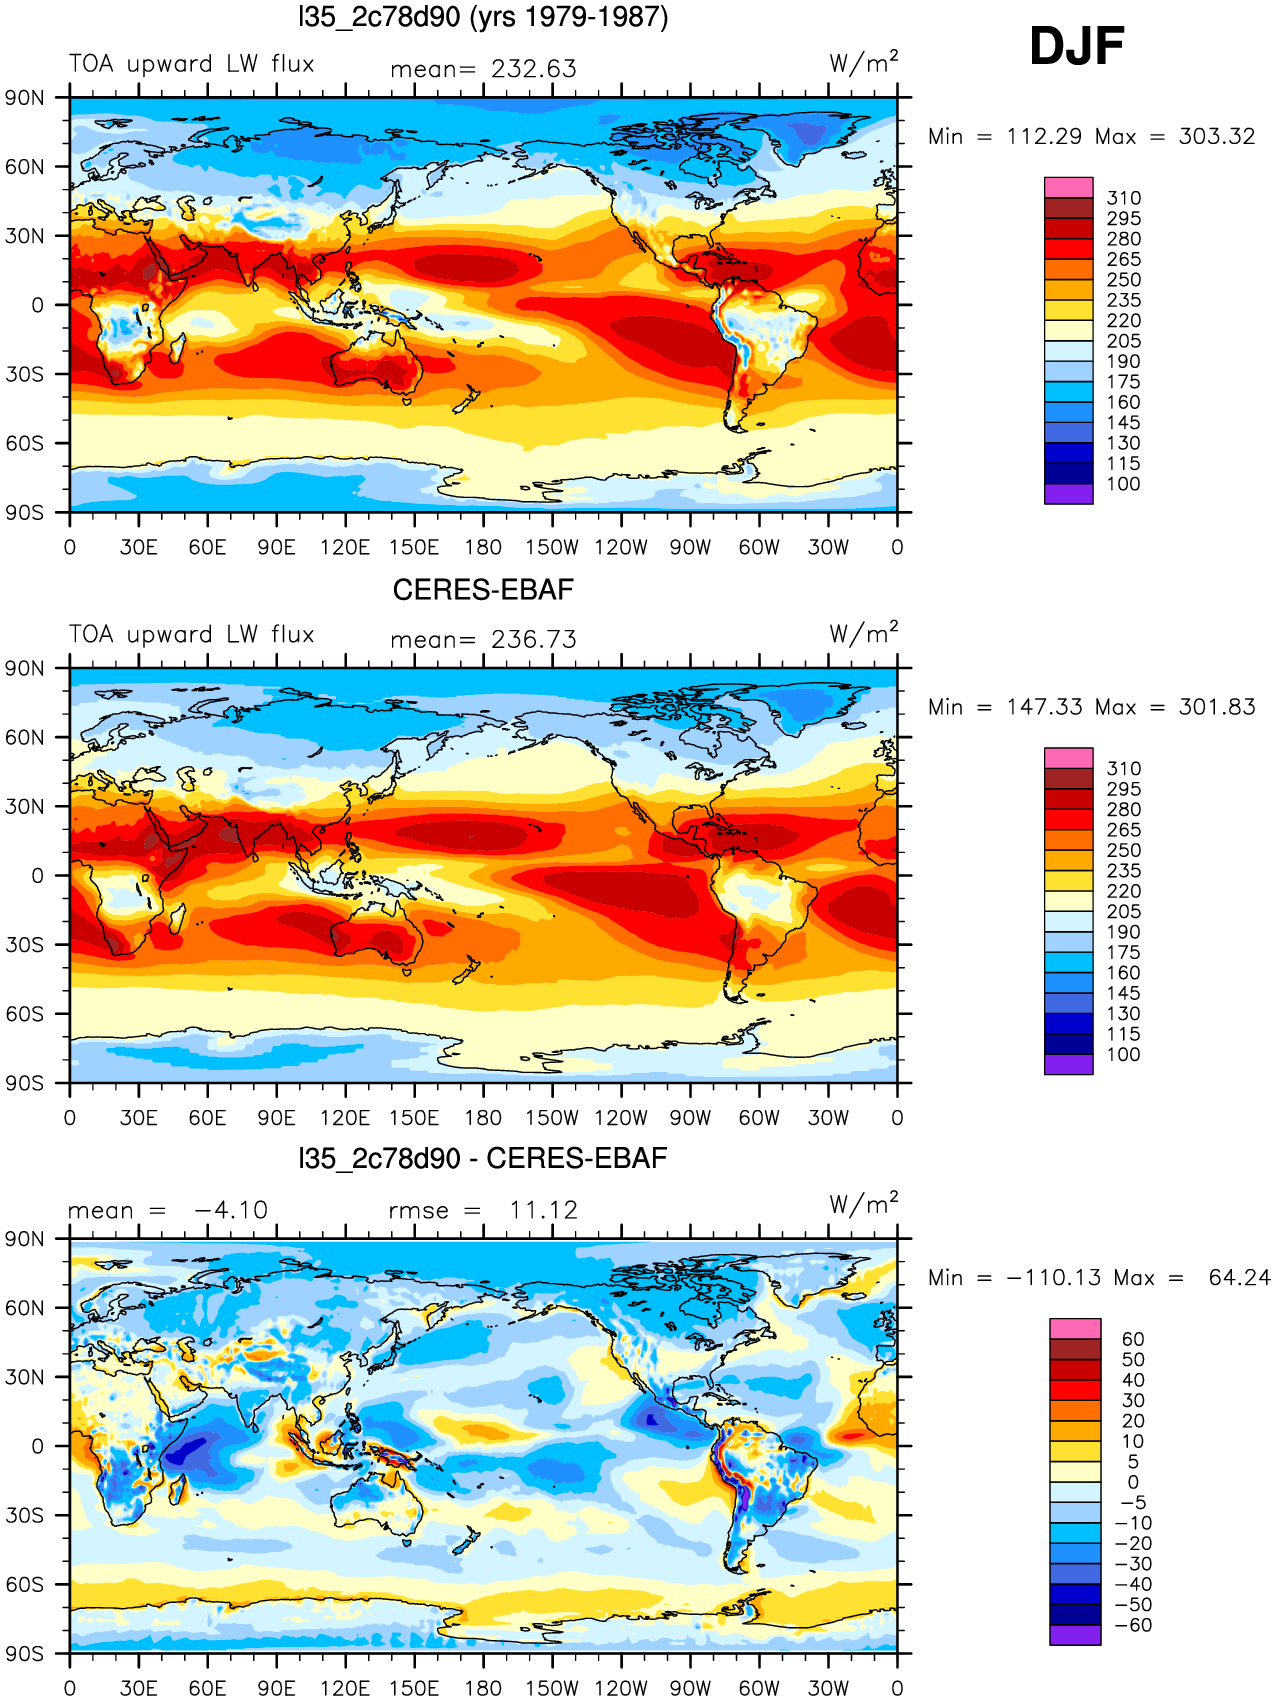 l35_2c78d90 (yrs 1979-1987)
DJF
TOA upward LW flux mean= 232.63 W/m²
Min = 112.29 Max = 303.32
90N
60N
30N
0
30S
60S
90S
0 30E 60E 90E 120E 150E 180 150W 120W 90W 60W 30W 0
310
295
280
265
250
235
220
205
190
175
160
145
130
115
100
CERES-EBAF
TOA upward LW flux mean= 236.73 W/m²
Min = 147.33 Max = 301.83
90N
60N
30N
0
30S
60S
90S
0 30E 60E 90E 120E 150E 180 150W 120W 90W 60W 30W 0
310
295
280
265
250
235
220
205
190
175
160
145
130
115
100
l35_2c78d90 - CERES-EBAF
mean = −4.10 rmse = 11.12 W/m²
Min = −110.13 Max = 64.24
90N
60N
30N
0
30S
60S
90S
0 30E 60E 90E 120E 150E 180 150W 120W 90W 60W 30W 0
60
50
40
30
20
10
5
0
−5
−10
−20
−30
−40
−50
−60